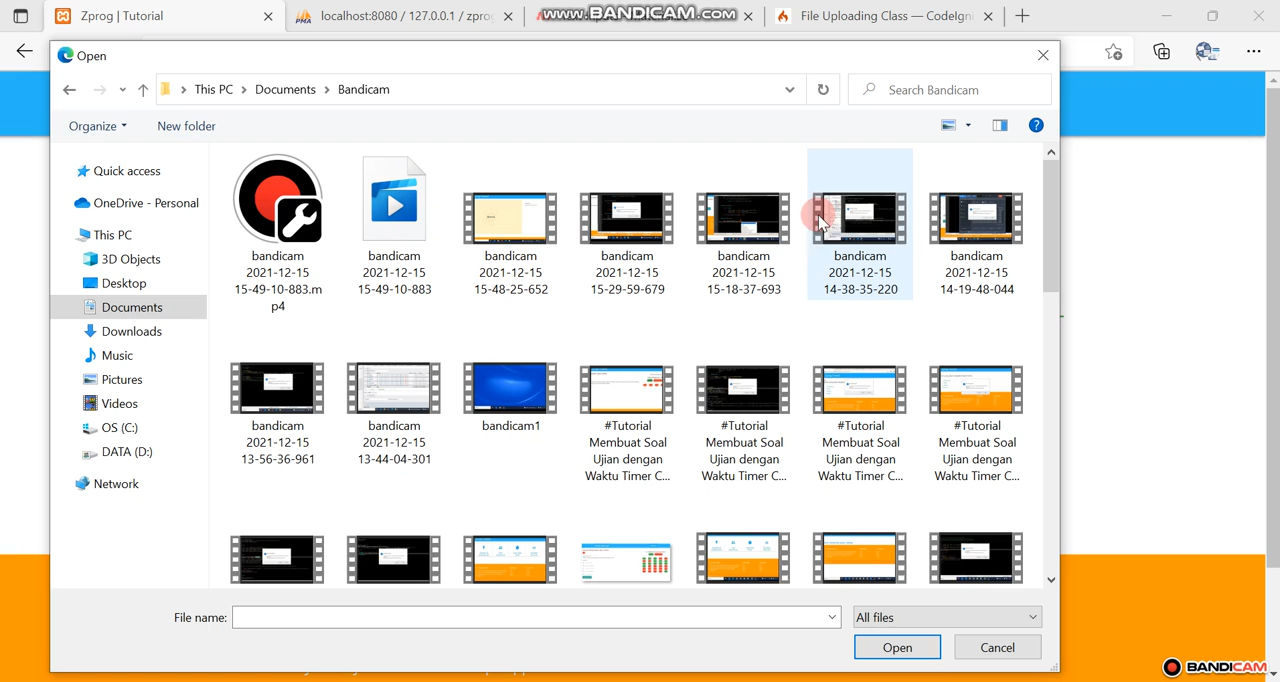 Zprog | Tutorial
localhost:8080 / 127.0.0.1 / zprog
www.BANDICAM.com
File Uploading Class — CodeIgni
Open
This PC
Documents
Bandicam
Search Bandicam
Organize
New folder
Quick access
OneDrive - Personal
This PC
3D Objects
Desktop
Documents
Downloads
Music
Pictures
Videos
OS (C:)
DATA (D:)
Network
bandicam
2021-12-15
15-49-10-883.m
p4
bandicam
2021-12-15
15-49-10-883
bandicam
2021-12-15
15-48-25-652
bandicam
2021-12-15
15-29-59-679
bandicam
2021-12-15
15-18-37-693
bandicam
2021-12-15
14-38-35-220
bandicam
2021-12-15
14-19-48-044
bandicam
2021-12-15
13-56-36-961
bandicam
2021-12-15
13-44-04-301
bandicam1
#Tutorial
Membuat Soal
Ujian dengan
Waktu Timer C...
#Tutorial
Membuat Soal
Ujian dengan
Waktu Timer C...
#Tutorial
Membuat Soal
Ujian dengan
Waktu Timer C...
#Tutorial
Membuat Soal
Ujian dengan
Waktu Timer C...
File name:
All files
Open
Cancel
BANDICAM